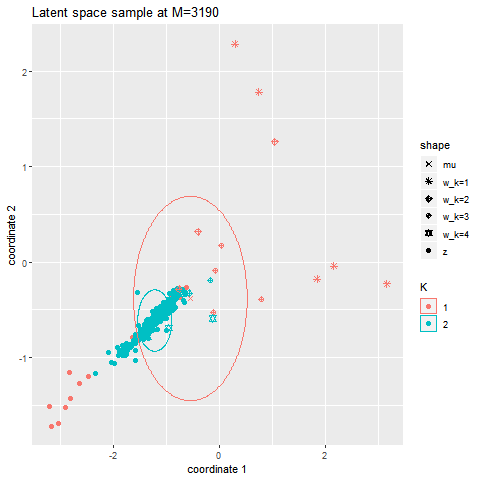 Latent space sample at M=3190
2
1
0
-1
coordinate 2
-2
0
2
coordinate 1
shape
mu
w_k=1
w_k=2
w_k=3
w_k=4
z
K
1
2